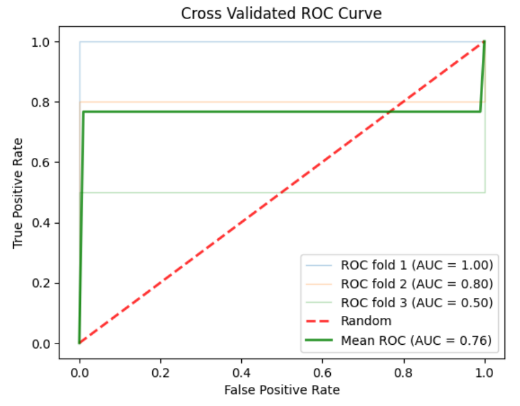 Cross Validated ROC Curve
True Positive Rate
1.0
0.8
0.6
0.4
0.2
0.0
ROC fold 1 (AUC = 1.00)
ROC fold 2 (AUC = 0.80)
ROC fold 3 (AUC = 0.50)
Random
Mean ROC (AUC = 0.76)
0.0 0.2 0.4 0.6 0.8 1.0
False Positive Rate